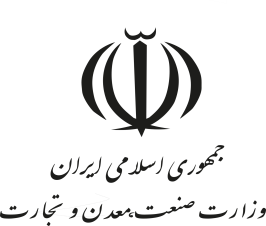 جمهوری اسلامی ایران
وزارت صنعت،معدن و تجارت